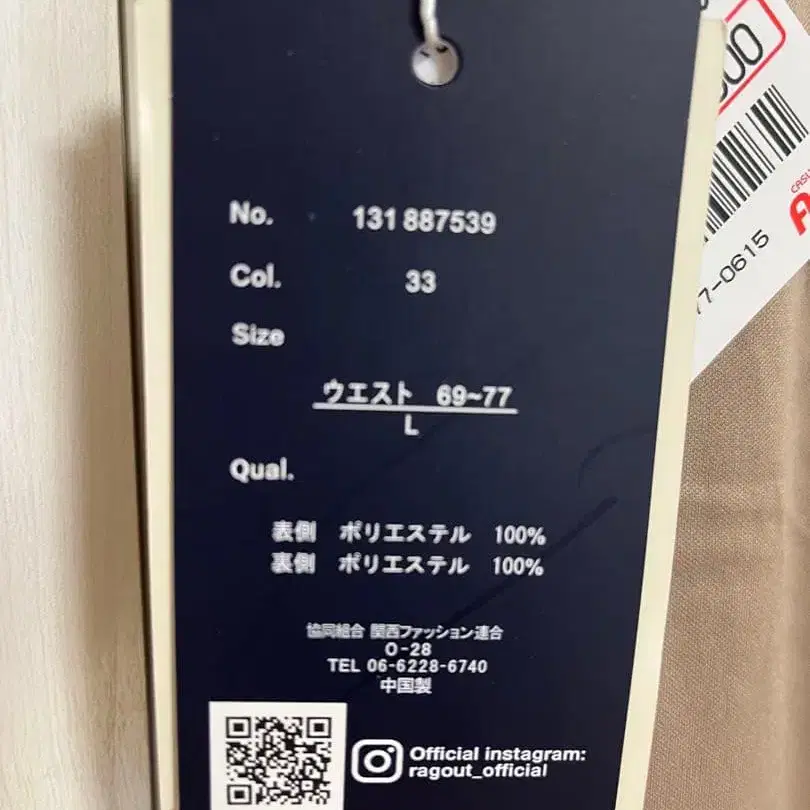 No. 131 887539
Col. 33
Size
ウエスト 69~77
L
Qual.
表側 ポリエステル 100%
裏側 ポリエステル 100%
協同組合 関西ファッション連合
O-28
TEL 06-6228-6740
中国製
Official instagram:
ragout_official
00
77-0615
CASU
A